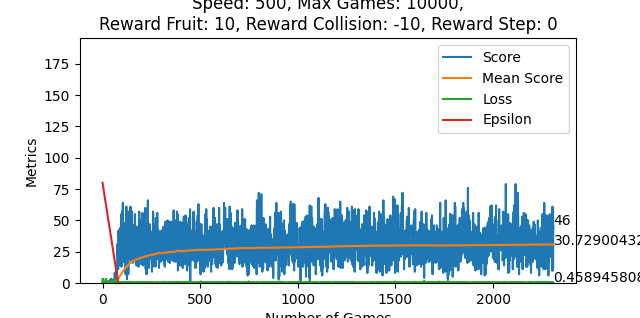 Speed: 500, Max Games: 10000,
Reward Fruit: 10, Reward Collision: -10, Reward Step: 0
175
150
125
100
75
50
25
0
Metrics
Score
Mean Score
Loss
Epsilon
46
30.72900432
0.458945808
0
500
1000
1500
2000
Number of Games